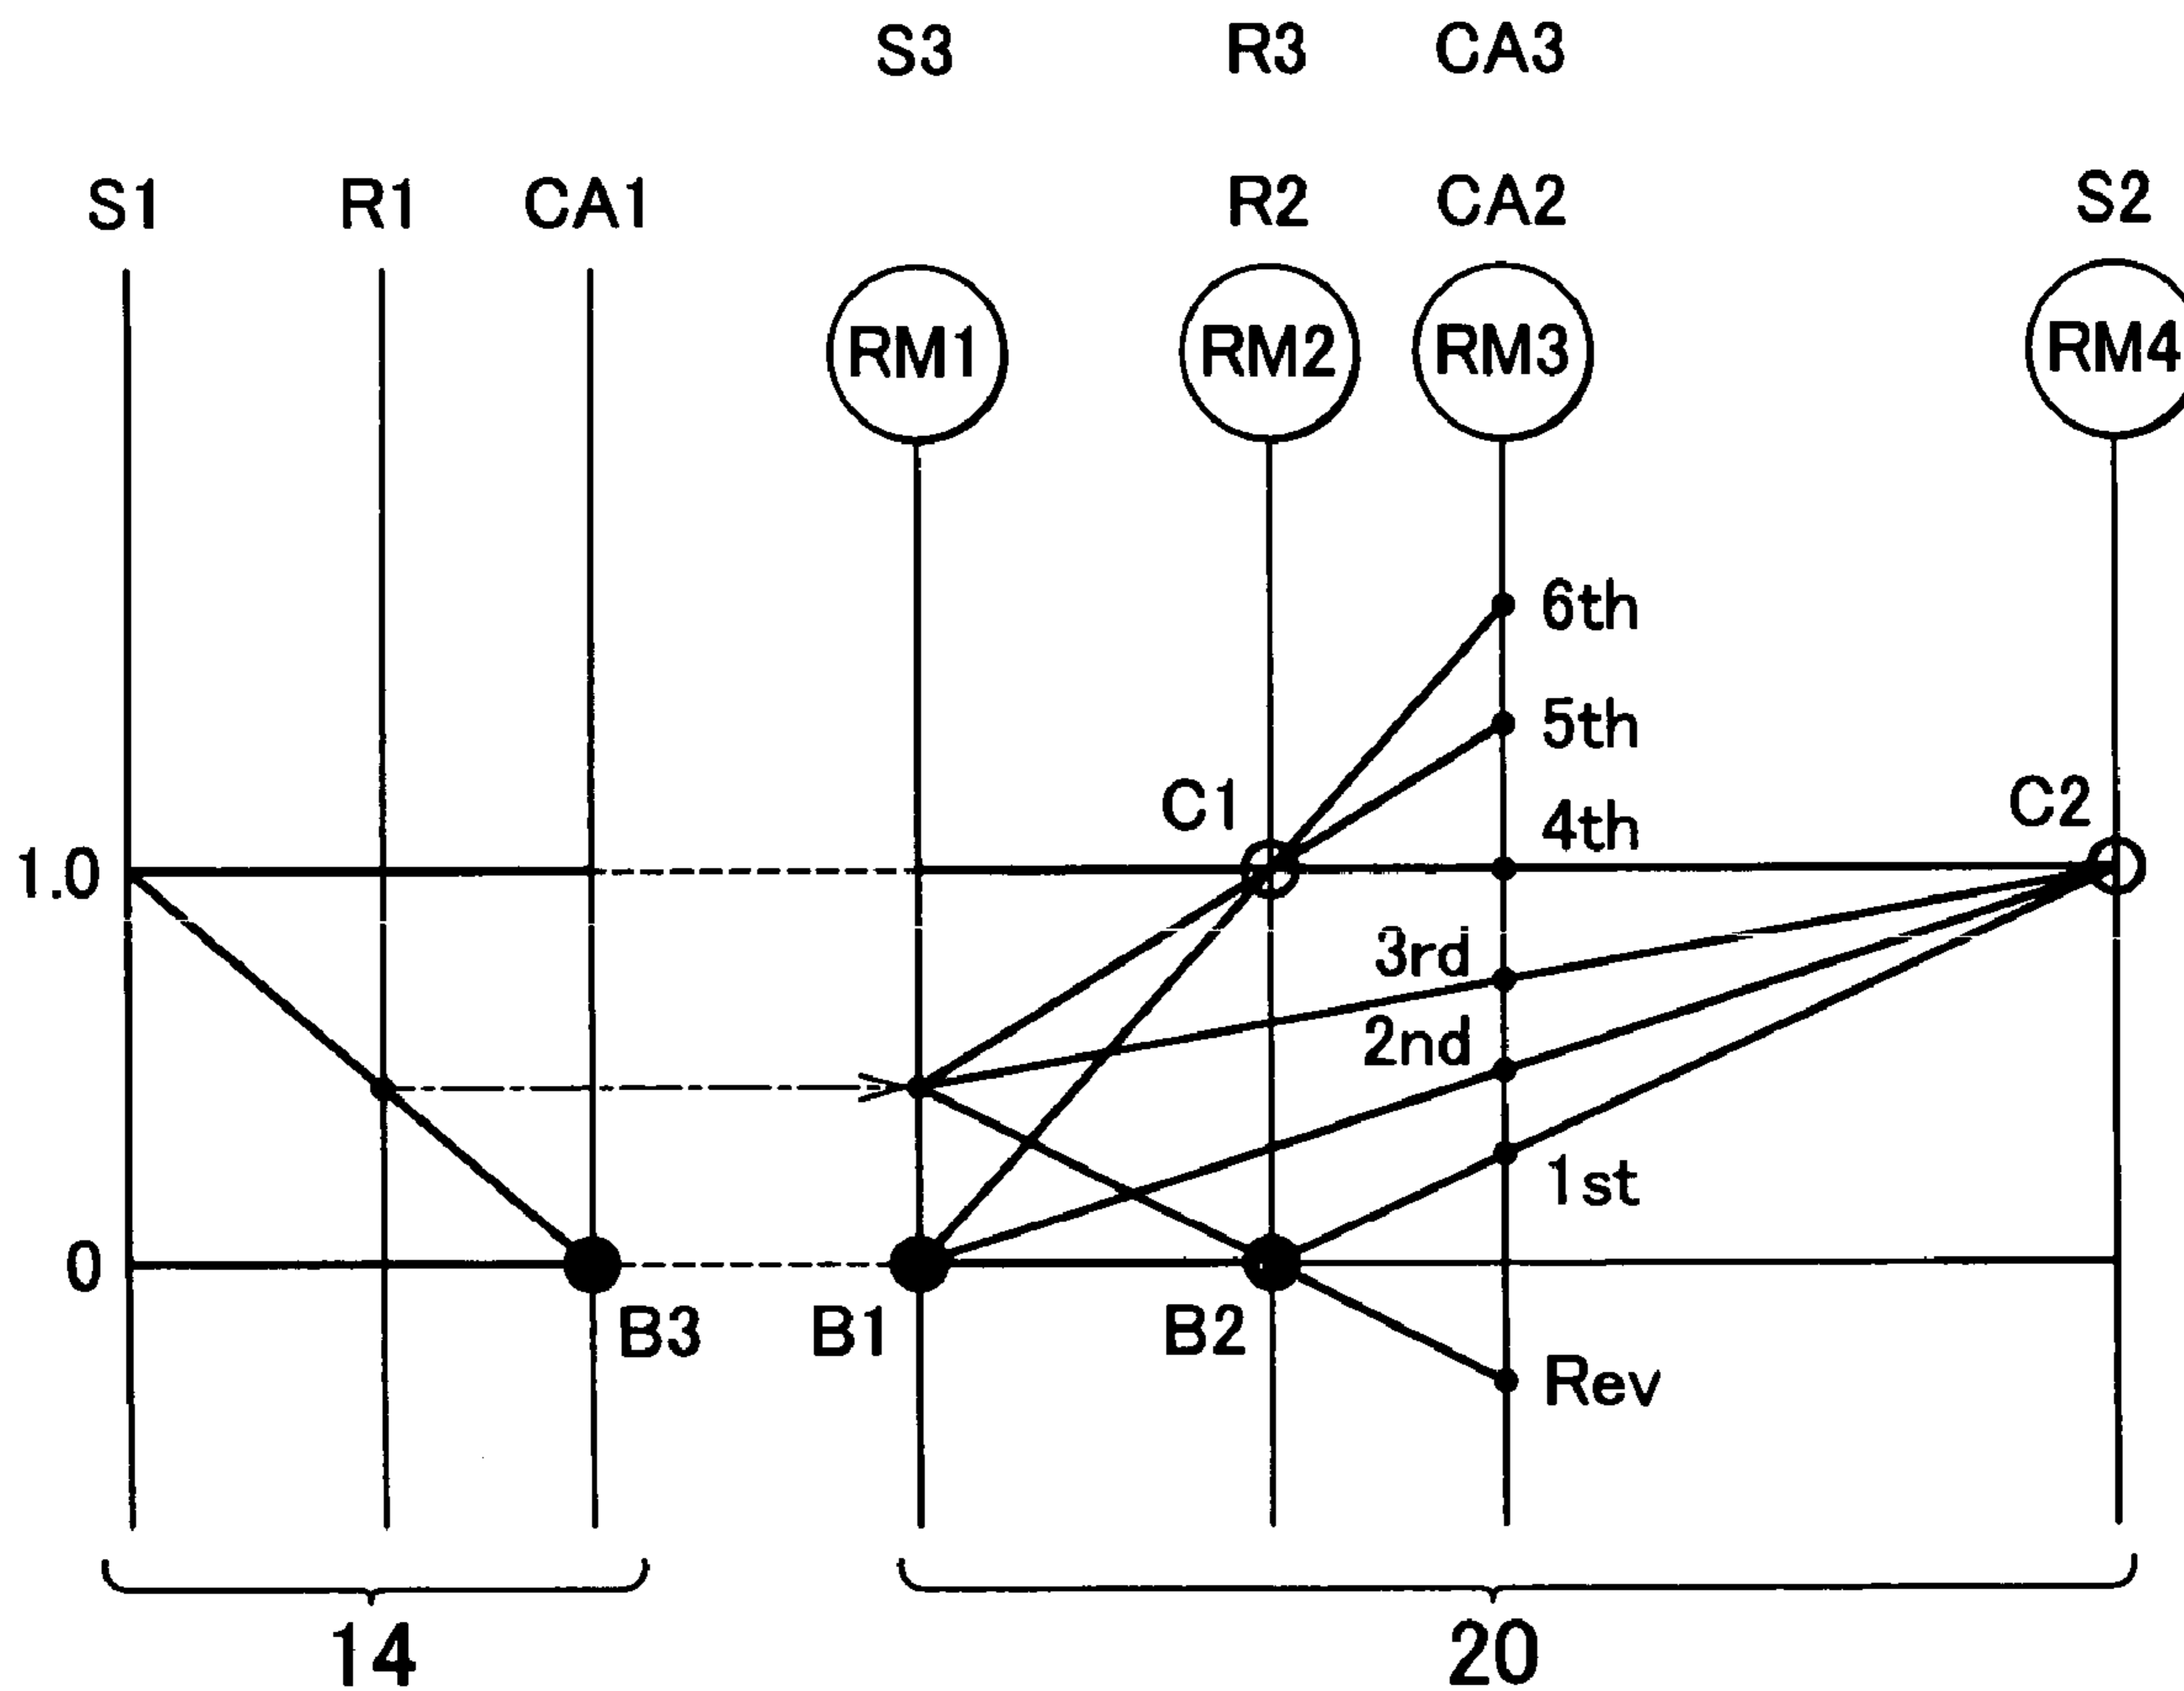 S3 R3 CA3
S1 R1 CA1 R2 CA2 S2
RM1 RM2 RM3 RM4
6th
5th
C1 4th C2
1.0
3rd
2nd
1st
0
B3 B1 B2
Rev
14 20